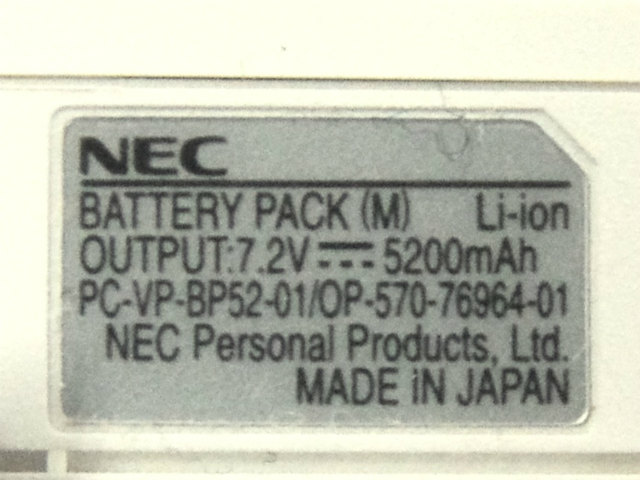 NEC
BATTERY PACK (M) Li-ion
OUTPUT:7.2V ⎓ 5200mAh
PC-VP-BP52-01/OP-570-76964-01
NEC Personal Products, Ltd.
MADE iN JAPAN